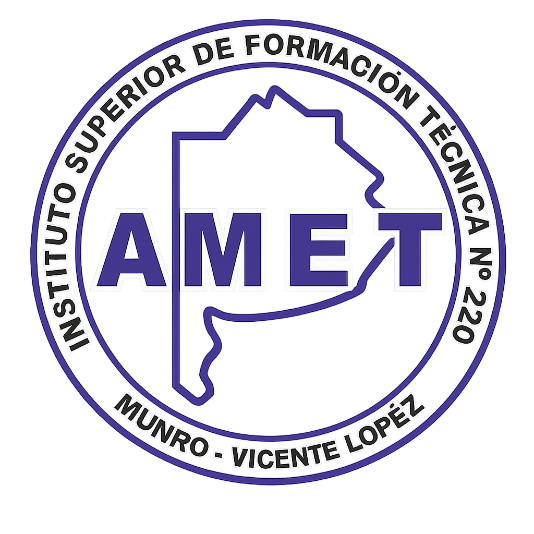 INSTITUTO SUPERIOR DE FORMACIÓN TÉCNICA Nº 220
AMET
MUNRO - VICENTE LOPÉZ